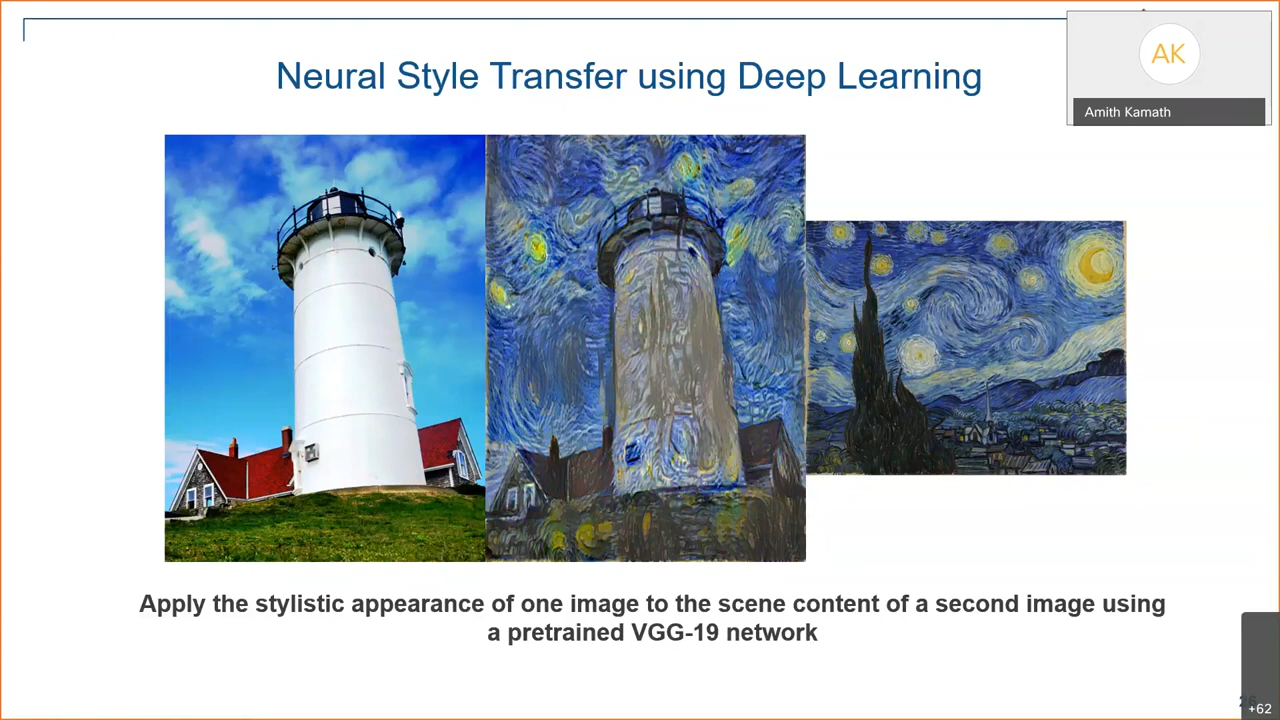 Neural Style Transfer using Deep Learning
AK
Amith Kamath
Apply the stylistic appearance of one image to the scene content of a second image using
a pretrained VGG-19 network
+62